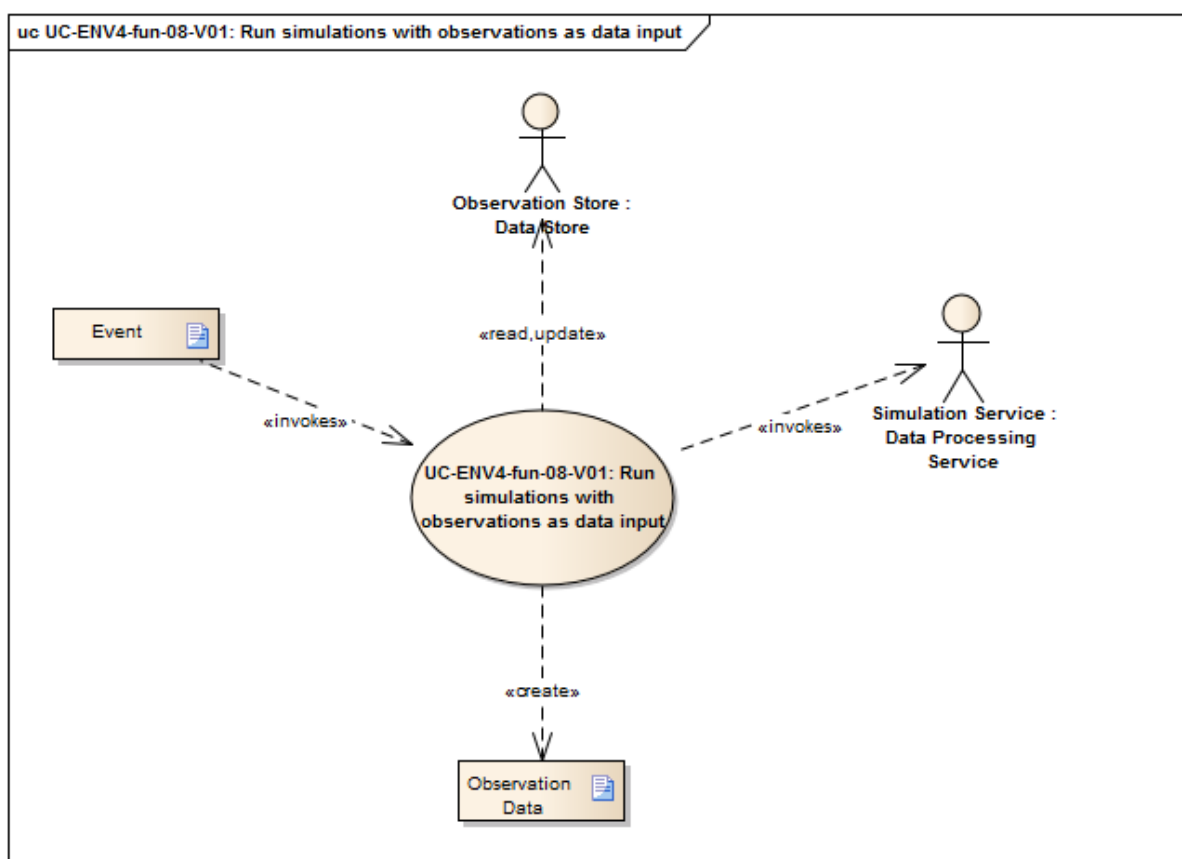 uc UC-ENV4-fun-08-V01: Run simulations with observations as data input
Observation Store :
Data Store
Event
«read,update»
«invokes»
«invokes»
Simulation Service :
Data Processing
Service
UC-ENV4-fun-08-V01: Run
simulations with
observations as data input
«create»
Observation
Data